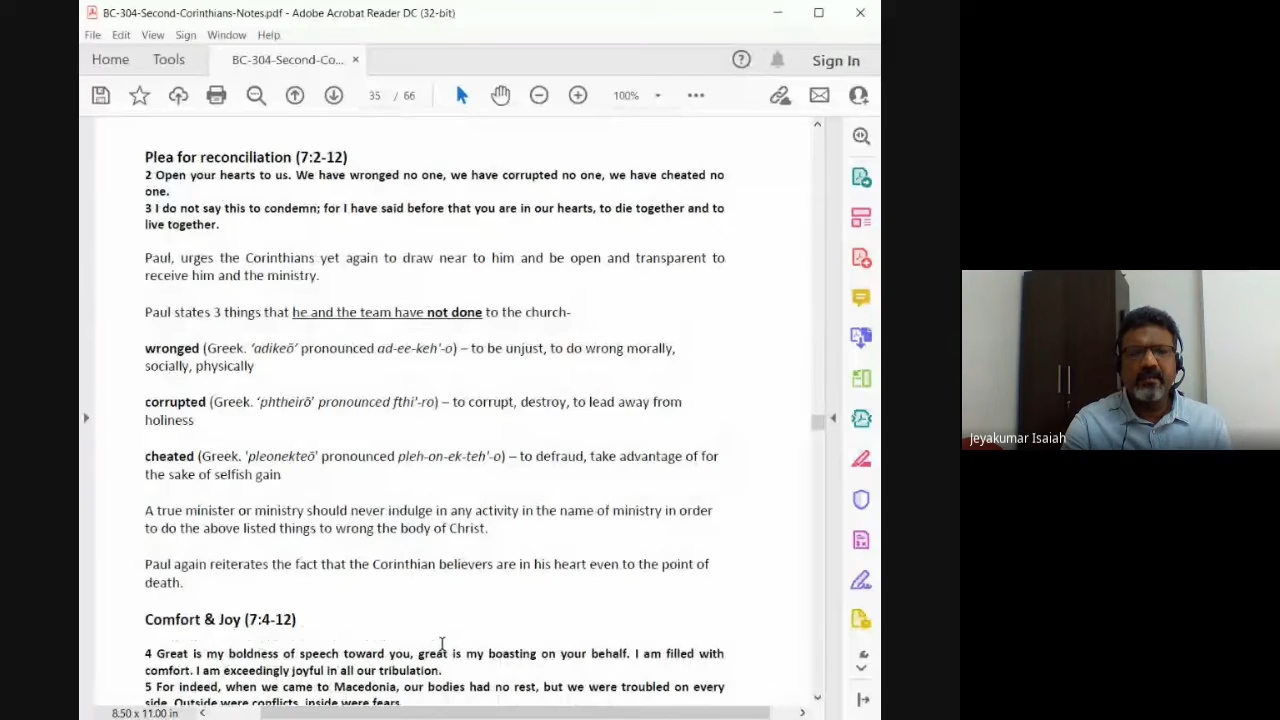 BC-304-Second-Corinthians-Notes.pdf - Adobe Acrobat Reader DC (32-bit)
File Edit View Sign Window Help
Home Tools BC-304-Second-Co... × Sign In
35 / 66 100%
Plea for reconciliation (7:2-12)
2 Open your hearts to us. We have wronged no one, we have corrupted no one, we have cheated no
one.
3 I do not say this to condemn; for I have said before that you are in our hearts, to die together and to
live together.
Paul, urges the Corinthians yet again to draw near to him and be open and transparent to
receive him and the ministry.
Paul states 3 things that he and the team have not done to the church-
wronged (Greek. ‘adikeō’ pronounced ad-ee-keh'-o) – to be unjust, to do wrong morally,
socially, physically
corrupted (Greek. ‘phtheirō’ pronounced fthi'-ro) – to corrupt, destroy, to lead away from
holiness
cheated (Greek. ‘pleonekteō’ pronounced pleh-on-ek-teh'-o) – to defraud, take advantage of for
the sake of selfish gain
A true minister or ministry should never indulge in any activity in the name of ministry in order
to do the above listed things to wrong the body of Christ.
Paul again reiterates the fact that the Corinthian believers are in his heart even to the point of
death.
Comfort & Joy (7:4-12)
4 Great is my boldness of speech toward you, great is my boasting on your behalf. I am filled with
comfort. I am exceedingly joyful in all our tribulation.
5 For indeed, when we came to Macedonia, our bodies had no rest, but we were troubled on every
side. Outside were conflicts, inside were fears.
8.50 x 11.00 in
Jeyakumar Isaiah